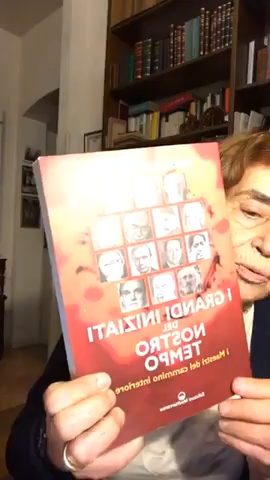 I GRANDI INIZIATI
DEL
NOSTRO
TEMPO
i Maestri del cammino interiore